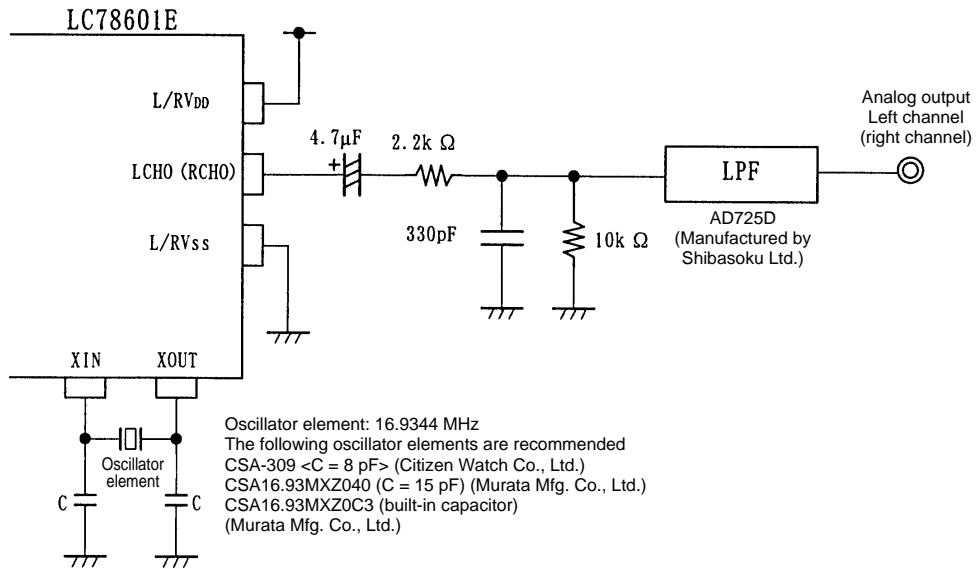 LC78601E
L/RVDD
LCHO (RCHO)
L/RVSS
XIN
XOUT
4.7µF
+
2.2k Ω
330pF
10k Ω
LPF
AD725D
(Manufactured by
Shibasoku Ltd.)
Analog output
Left channel
(right channel)
Oscillator
element
C
C
Oscillator element: 16.9344 MHz
The following oscillator elements are recommended
CSA-309 <C = 8 pF> (Citizen Watch Co., Ltd.)
CSA16.93MXZ040 (C = 15 pF) (Murata Mfg. Co., Ltd.)
CSA16.93MXZ0C3 (built-in capacitor)
(Murata Mfg. Co., Ltd.)